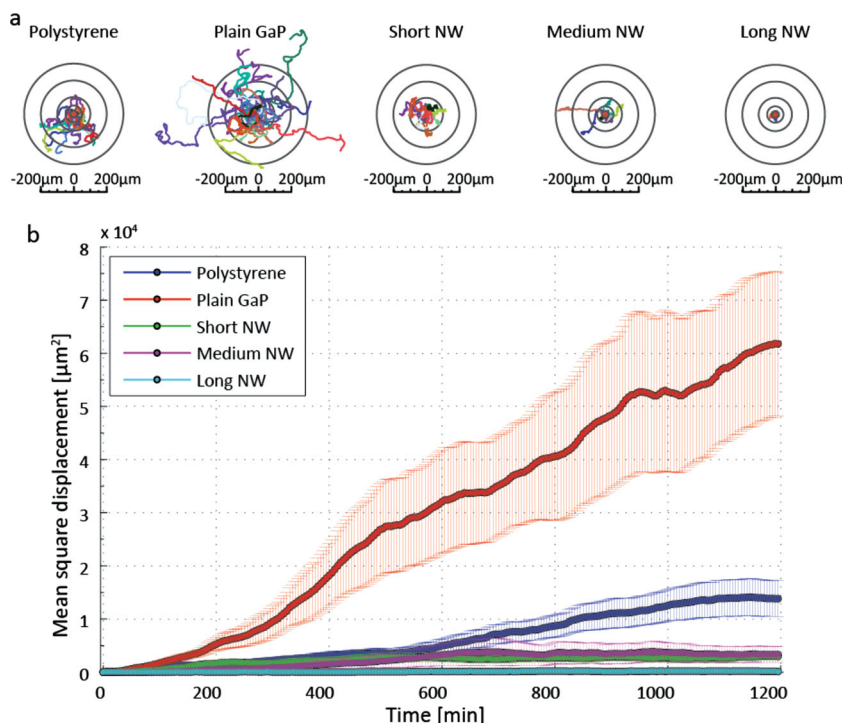 a
Polystyrene Plain GaP Short NW Medium NW Long NW
-200µm 0 200µm -200µm 0 200µm -200µm 0 200µm -200µm 0 200µm -200µm 0 200µm
b
x 10⁴
8
7
6
5
4
3
2
1
0
Mean square displacement [µm²]
Polystyrene
Plain GaP
Short NW
Medium NW
Long NW
0 200 400 600 800 1000 1200
Time [min]